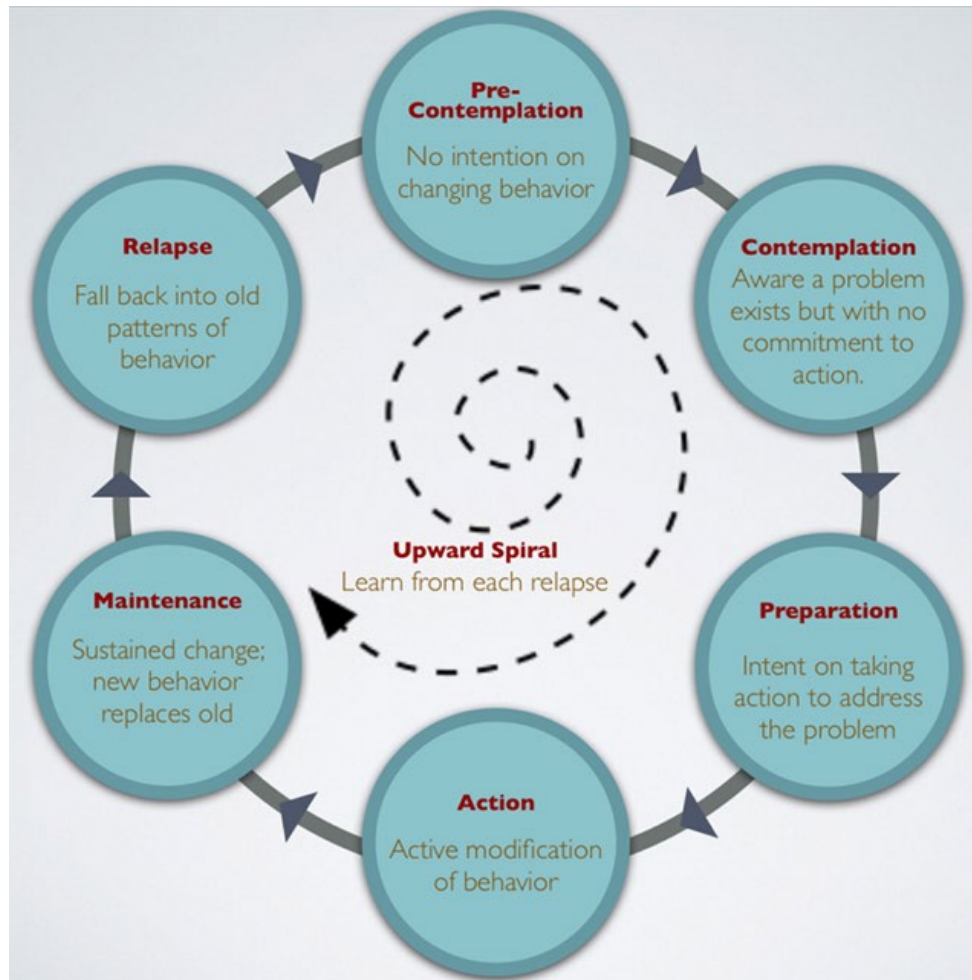 Pre-
Contemplation
No intention on
changing behavior
Contemplation
Aware a problem
exists but with no
commitment to
action.
Preparation
Intent on taking
action to address
the problem
Action
Active modification
of behavior
Maintenance
Sustained change;
new behavior
replaces old
Relapse
Fall back into old
patterns of
behavior
Upward Spiral
Learn from each relapse